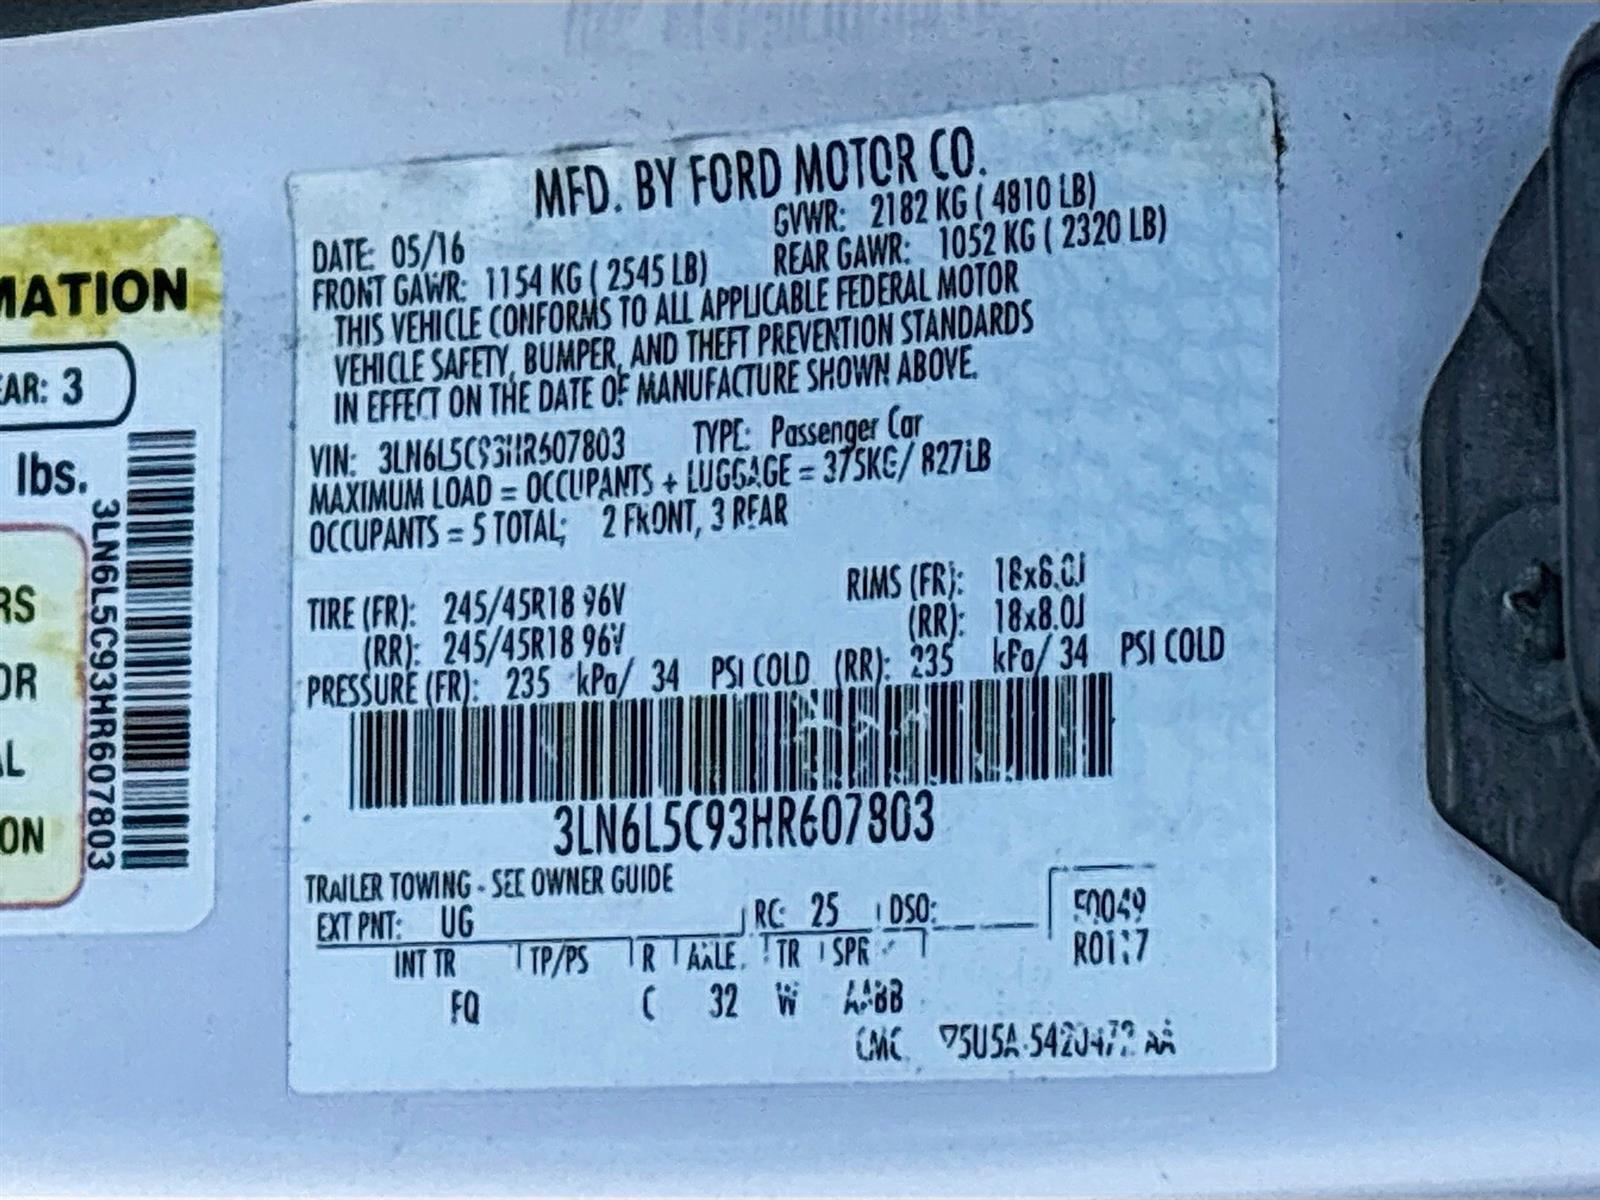 MATION
EAR: 3
lbs.
RS
OR
AL
ON
3LN6L5C93HR607803
MFD. BY FORD MOTOR CO.
DATE: 05/16 GVWR: 2182 KG ( 4810 LB)
FRONT GAWR: 1154 KG ( 2545 LB) REAR GAWR: 1052 KG ( 2320 LB)
THIS VEHICLE CONFORMS TO ALL APPLICABLE FEDERAL MOTOR
VEHICLE SAFETY, BUMPER, AND THEFT PREVENTION STANDARDS
IN EFFECT ON THE DATE OF MANUFACTURE SHOWN ABOVE.
VIN: 3LN6L5C93HR607803 TYPE: Passenger Car
MAXIMUM LOAD = OCCUPANTS + LUGGAGE = 375KG/ 827LB
OCCUPANTS = 5 TOTAL; 2 FRONT, 3 REAR
TIRE (FR): 245/45R18 96V RIMS (FR): 18x8.0J
(RR): 245/45R18 96V (RR): 18x8.0J
PRESSURE (FR): 235 kPa/ 34 PSI COLD (RR): 235 kPa/ 34 PSI COLD
3LN6L5C93HR607803
TRAILER TOWING - SEE OWNER GUIDE
EXT PNT: UG RC: 25 DSO: 50049
INT TR TP/PS R AXLE TR SPR
FQ C 32 W AABB